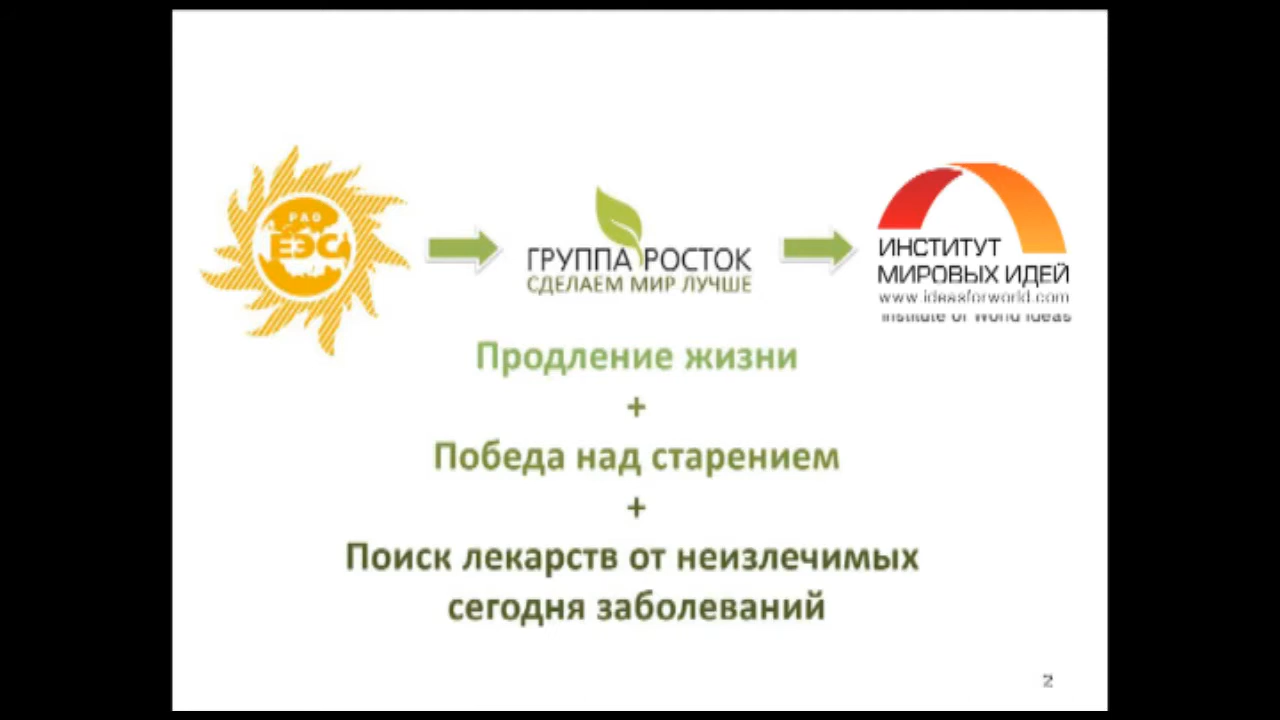 РАО
ЕЭС
ГРУППА РОСТОК
СДЕЛАЕМ МИР ЛУЧШЕ
ИНСТИТУТ
МИРОВЫХ ИДЕЙ
www.ideasforworld.com
Institute of World Ideas
Продление жизни
+
Победа над старением
+
Поиск лекарств от неизлечимых
сегодня заболеваний
2